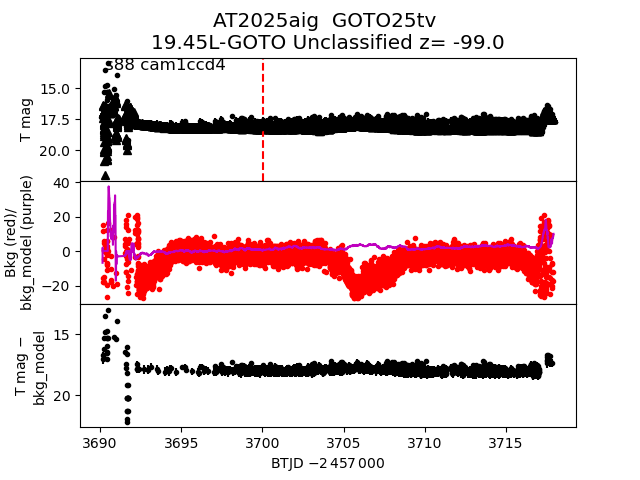 AT2025aig  GOTO25tv
19.45L-GOTO Unclassified z= -99.0
s88 cam1ccd4
T mag
15.0
17.5
20.0
Bkg (red)/
bkg_model (purple)
40
20
0
−20
T mag −
bkg_model
15
20
3690 3695 3700 3705 3710 3715
BTJD −2 457 000